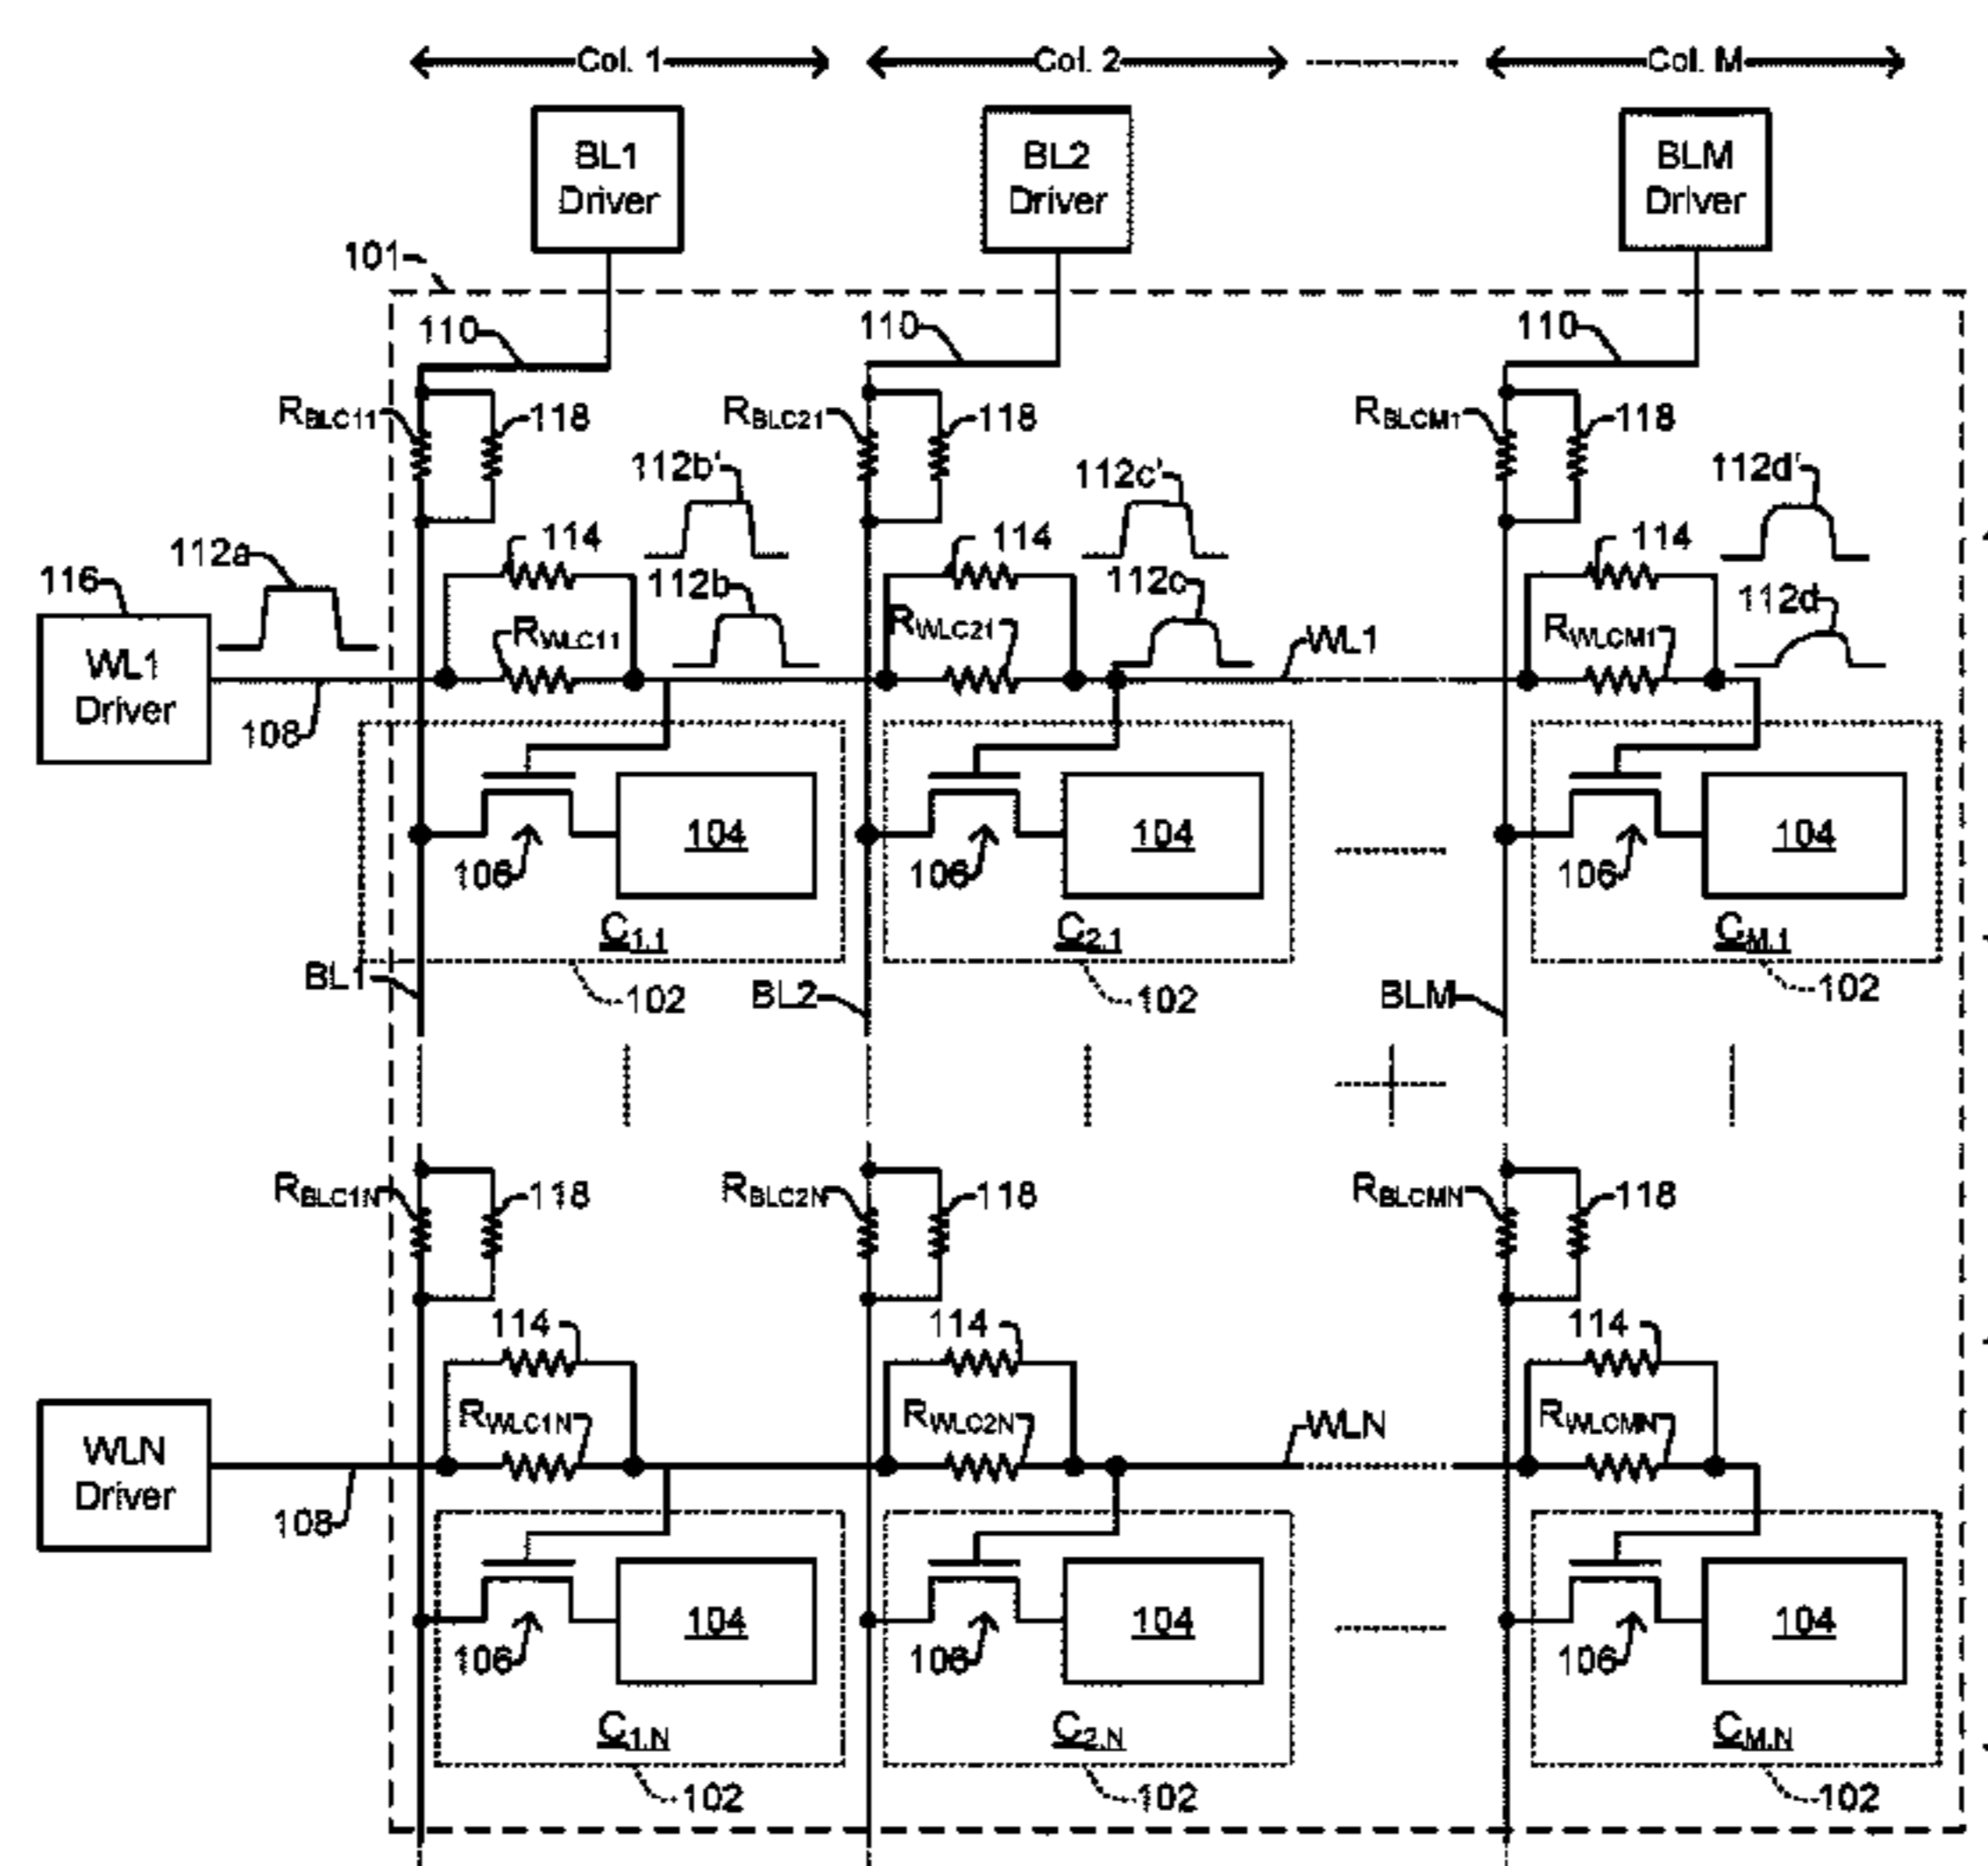 Col. 1
Col. 2
Col. M
BL1
Driver
BL2
Driver
BLM
Driver
101
110
110
110
RBLC11
118
RBLC21
118
RBLCM1
118
112b'
112c'
112d'
112a
114
114
114
116
112b
112c
112d
RWLC11
RWLC21
WL1
RWLCM1
WL1
Driver
108
104
104
104
106
106
106
C1,1
C2,1
CM,1
BL1
102
BL2
102
BLM
102
RBLC1N
118
RBLC2N
118
RBLCMN
118
114
114
114
RWLC1N
RWLC2N
WLN
RWLCMN
WLN
Driver
108
104
104
104
106
106
106
C1,N
C2,N
CM,N
102
102
102